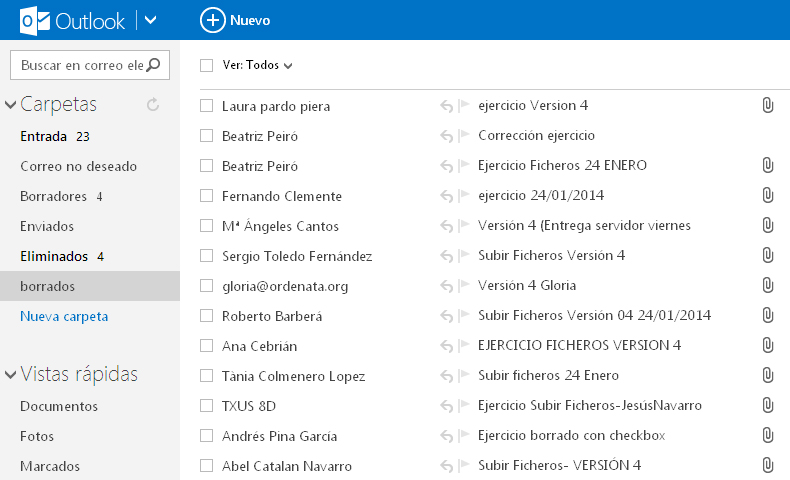 Outlook
Nuevo
Buscar en correo ele
Ver: Todos
Carpetas
Entrada 23
Correo no deseado
Borradores 4
Enviados
Eliminados 4
borrados
Nueva carpeta
Vistas rápidas
Documentos
Fotos
Marcados
Laura pardo piera ejercicio Version 4
Beatriz Peiró Corrección ejercicio
Beatriz Peiró Ejercicio Ficheros 24 ENERO
Fernando Clemente ejercicio 24/01/2014
Mª Ángeles Cantos Versión 4 (Entrega servidor viernes
Sergio Toledo Fernández Subir Ficheros Versión 4
gloria@ordenata.org Versión 4 Gloria
Roberto Barberá Subir Ficheros Versión 04 24/01/2014
Ana Cebrián EJERCICIO FICHEROS VERSION 4
Tània Colmenero Lopez Subir ficheros 24 Enero
TXUS 8D Ejercicio Subir Ficheros-JesúsNavarro
Andrés Pina García Ejercicio borrado con checkbox
Abel Catalan Navarro Subir Ficheros- VERSIÓN 4